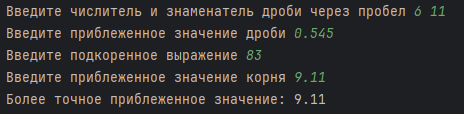 Введите числитель и знаменатель дроби через пробел 6 11
Введите приблеженное значение дроби 0.545
Введите подкоренное выражение 83
Введите приблеженное значение корня 9.11
Более точное приблеженное значение: 9.11